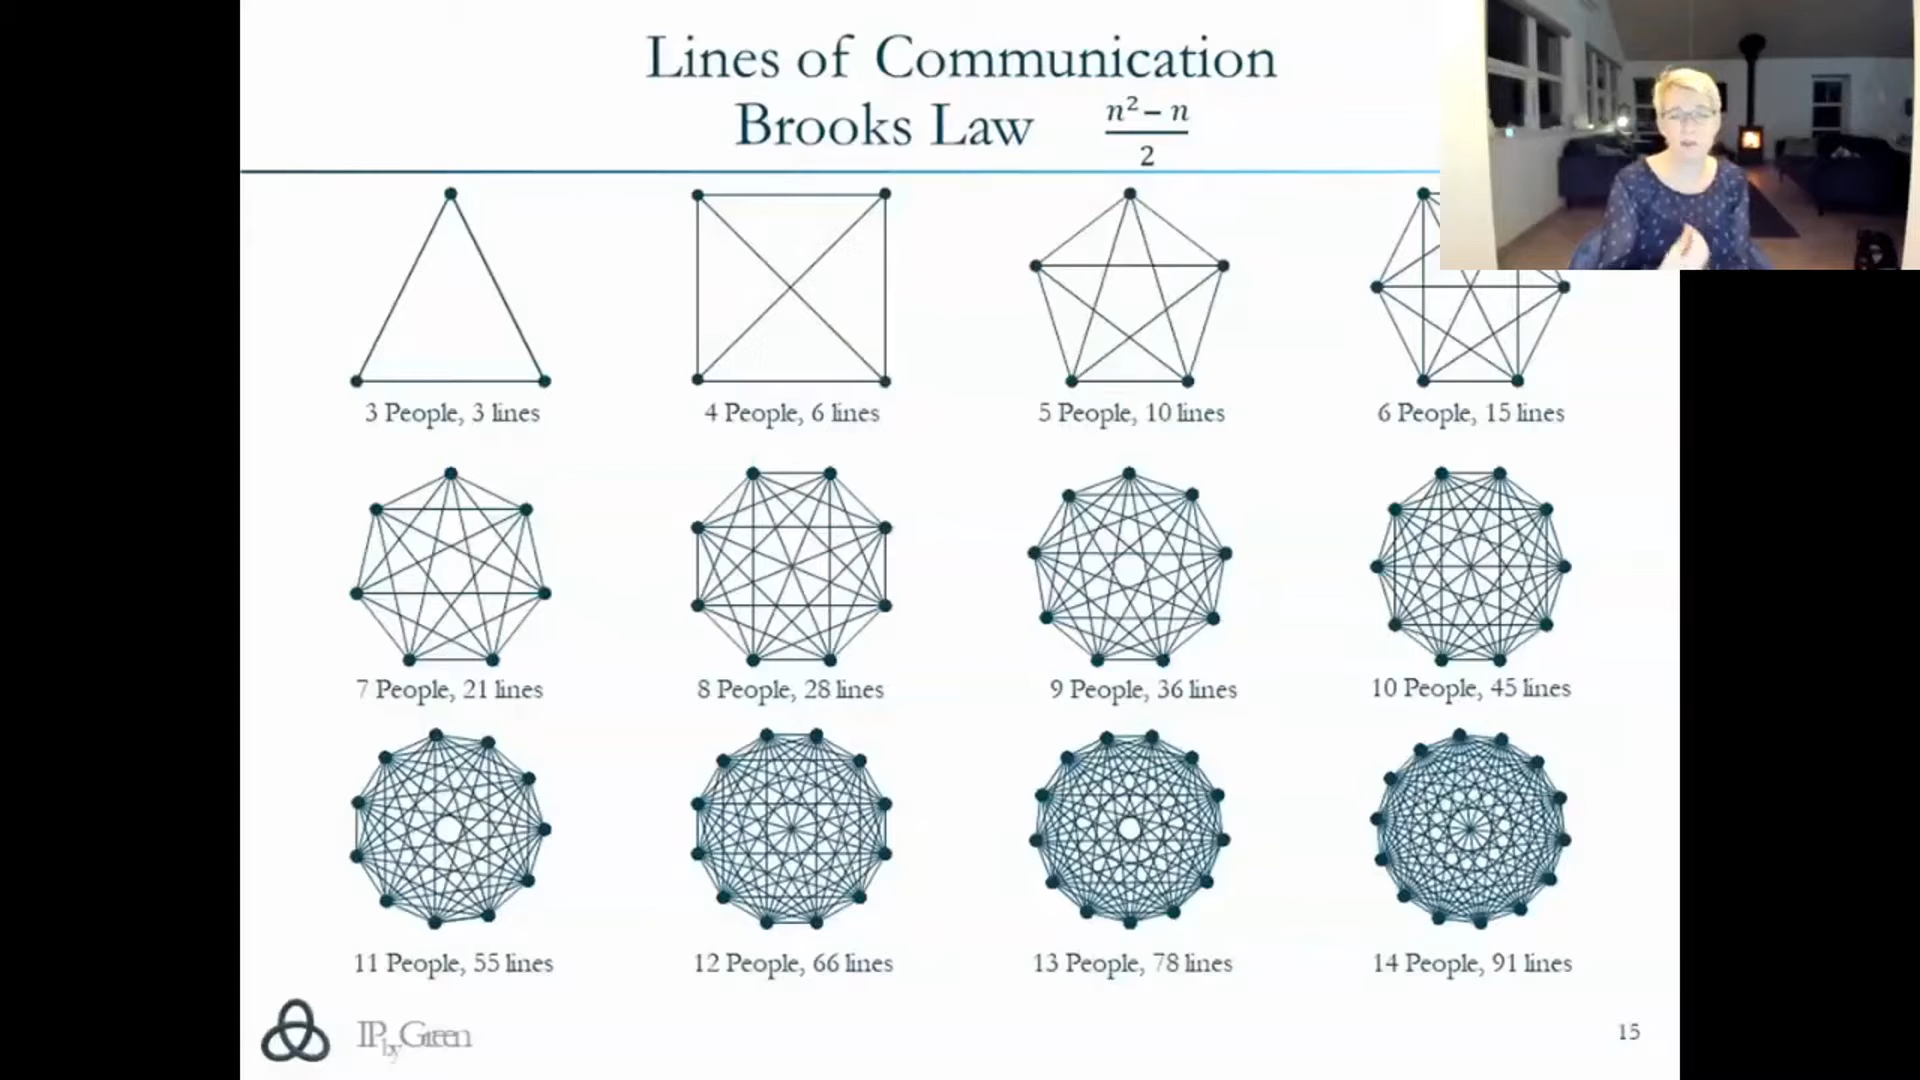 Lines of Communication
Brooks Law n² – n / 2
3 People, 3 lines
4 People, 6 lines
5 People, 10 lines
6 People, 15 lines
7 People, 21 lines
8 People, 28 lines
9 People, 36 lines
10 People, 45 lines
11 People, 55 lines
12 People, 66 lines
13 People, 78 lines
14 People, 91 lines
IP by Green
15